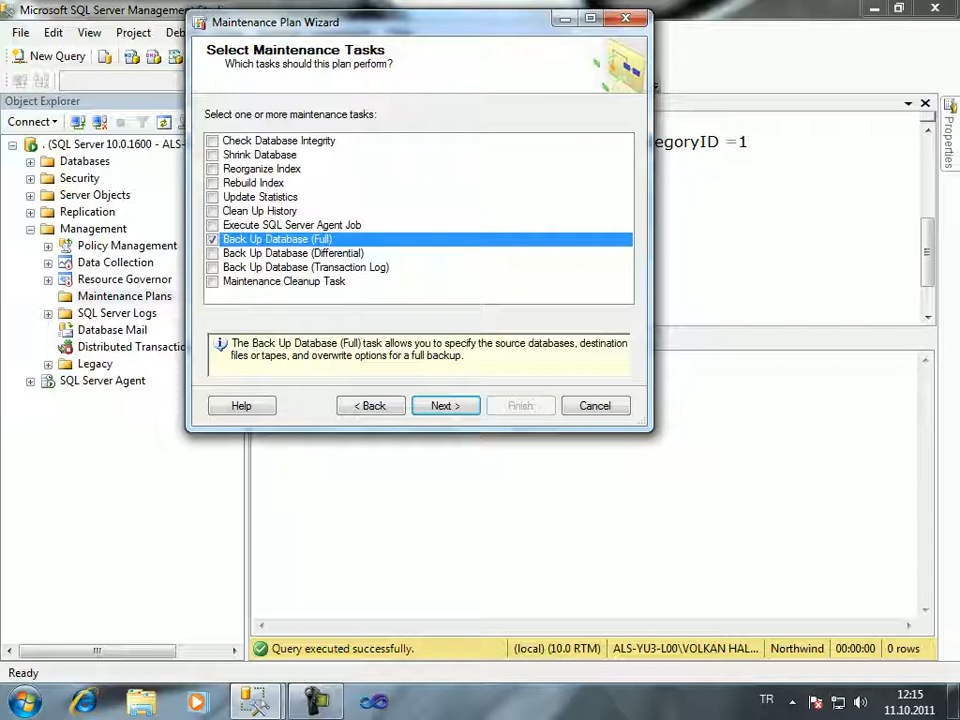 Microsoft SQL Server Management Stu
File Edit View Project Deb
New Query
Object Explorer
Connect
. (SQL Server 10.0.1600 - ALS-
Databases
Security
Server Objects
Replication
Management
Policy Management
Data Collection
Resource Governor
Maintenance Plans
SQL Server Logs
Database Mail
Distributed Transactio
Legacy
SQL Server Agent
Maintenance Plan Wizard
Select Maintenance Tasks
Which tasks should this plan perform?
Select one or more maintenance tasks:
Check Database Integrity
Shrink Database
Reorganize Index
Rebuild Index
Update Statistics
Clean Up History
Execute SQL Server Agent Job
Back Up Database (Full)
Back Up Database (Differential)
Back Up Database (Transaction Log)
Maintenance Cleanup Task
The Back Up Database (Full) task allows you to specify the source databases, destination
files or tapes, and overwrite options for a full backup.
Help < Back Next > Finish Cancel
egoryID =1
Properties
Query executed successfully. (local) (10.0 RTM) ALS-YU3-L00\VOLKAN HAL... Northwind 00:00:00 0 rows
Ready
TR 12:15
11.10.2011